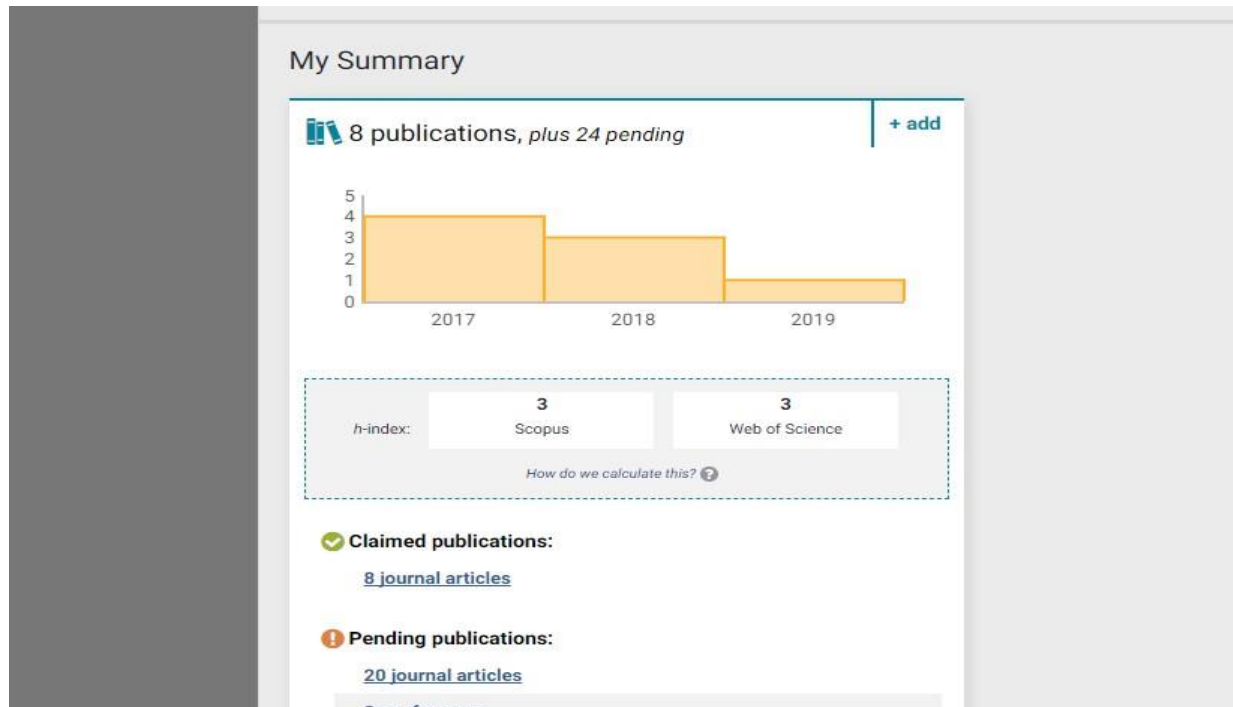 My Summary
8 publications, plus 24 pending
+ add
5
4
3
2
1
0
2017 2018 2019
3 3
h-index: Scopus Web of Science
How do we calculate this? ?
Claimed publications:
8 journal articles
! Pending publications:
20 journal articles